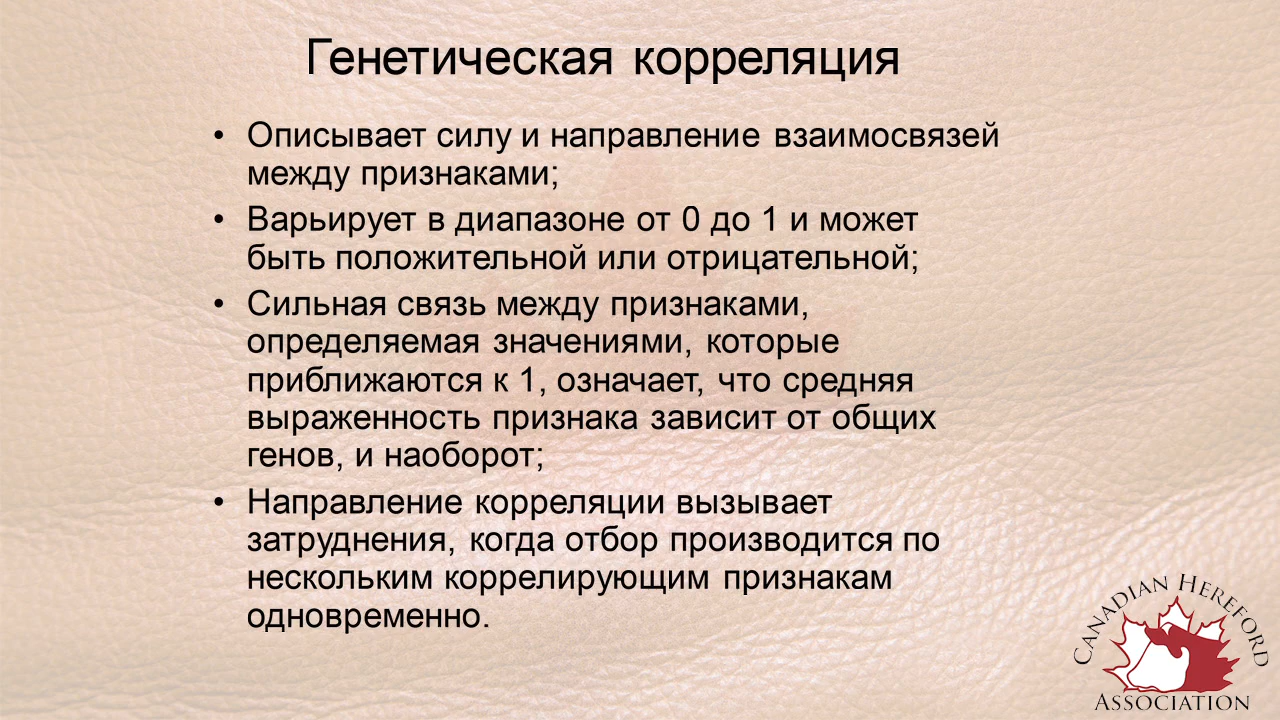 Генетическая корреляция
• Описывает силу и направление взаимосвязей
между признаками;
• Варьирует в диапазоне от 0 до 1 и может
быть положительной или отрицательной;
• Сильная связь между признаками,
определяемая значениями, которые
приближаются к 1, означает, что средняя
выраженность признака зависит от общих
генов, и наоборот;
• Направление корреляции вызывает
затруднения, когда отбор производится по
нескольким коррелирующим признакам
одновременно.
CANADIAN HEREFORD
ASSOCIATION